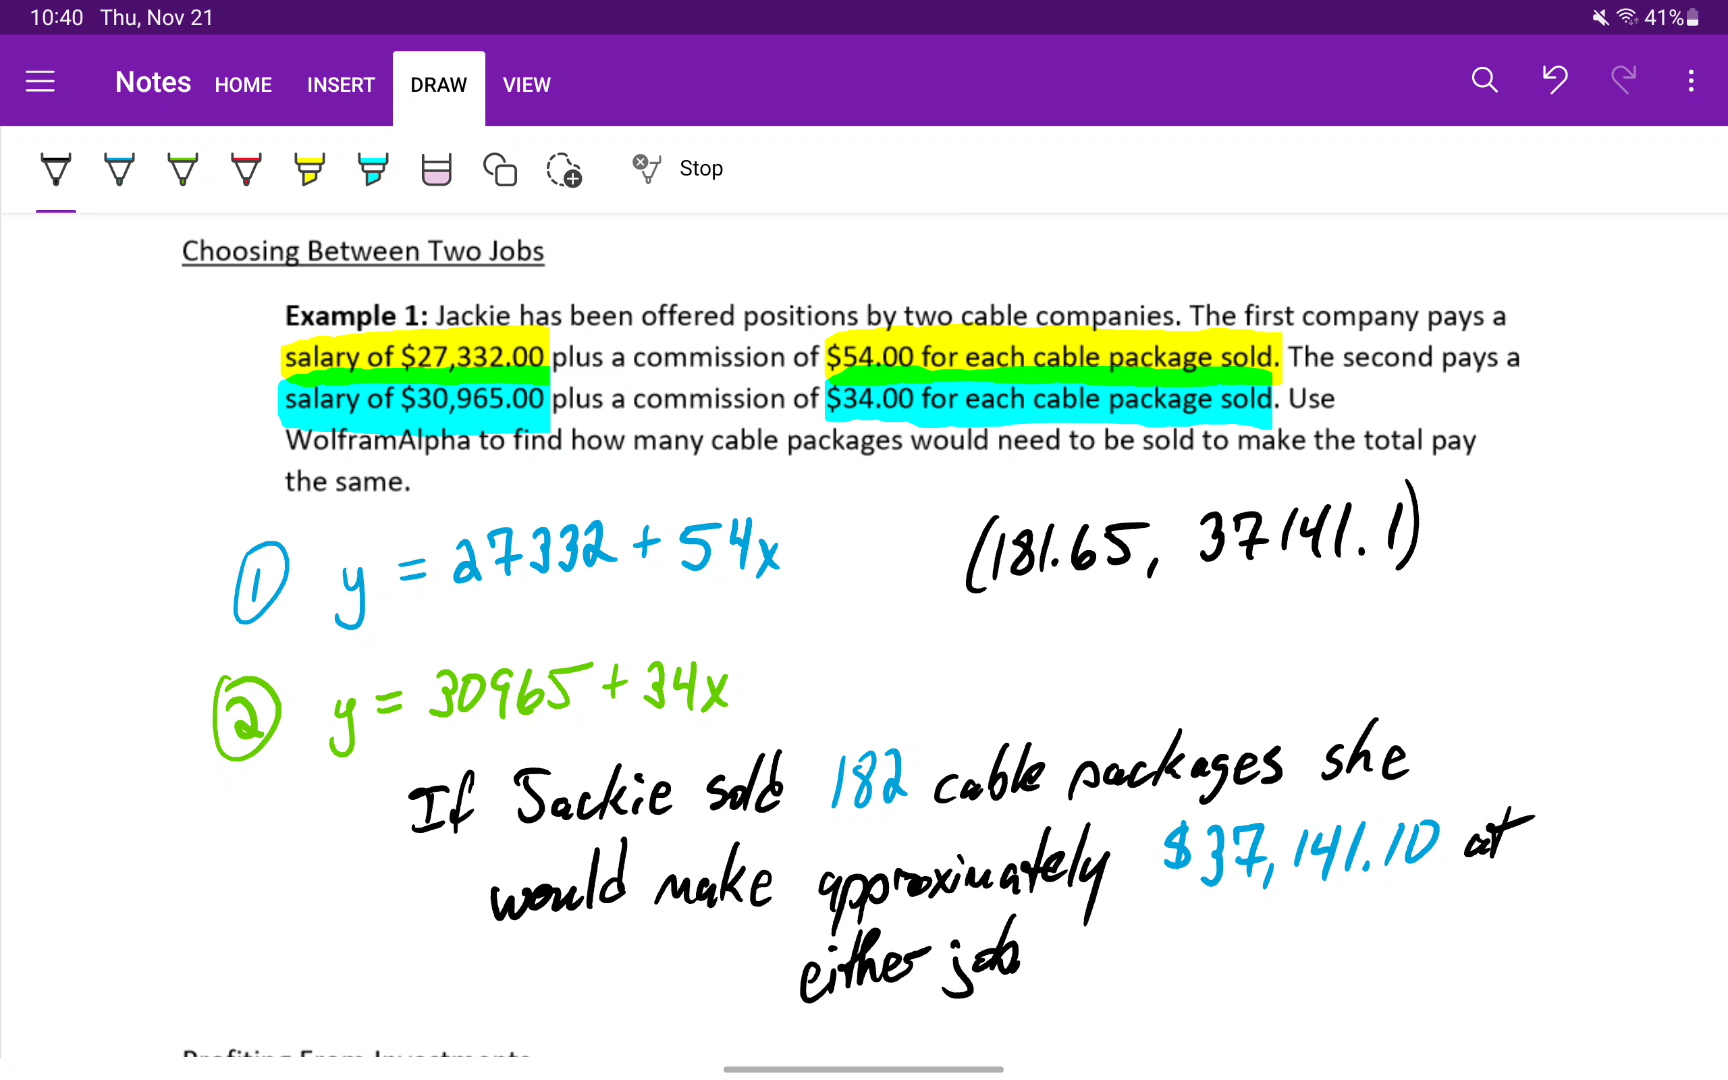 10:40 Thu, Nov 21 41%
Notes HOME INSERT DRAW VIEW
Stop
Choosing Between Two Jobs
Example 1: Jackie has been offered positions by two cable companies. The first company pays a
salary of $27,332.00 plus a commission of $54.00 for each cable package sold. The second pays a
salary of $30,965.00 plus a commission of $34.00 for each cable package sold. Use
WolframAlpha to find how many cable packages would need to be sold to make the total pay
the same.
① y = 27332 + 54x (181.65, 37141.1)
② y = 30965 + 34x
If Jackie sold 182 cable packages she
would make approximately $37,141.10 at
either job
Profiting From Investments